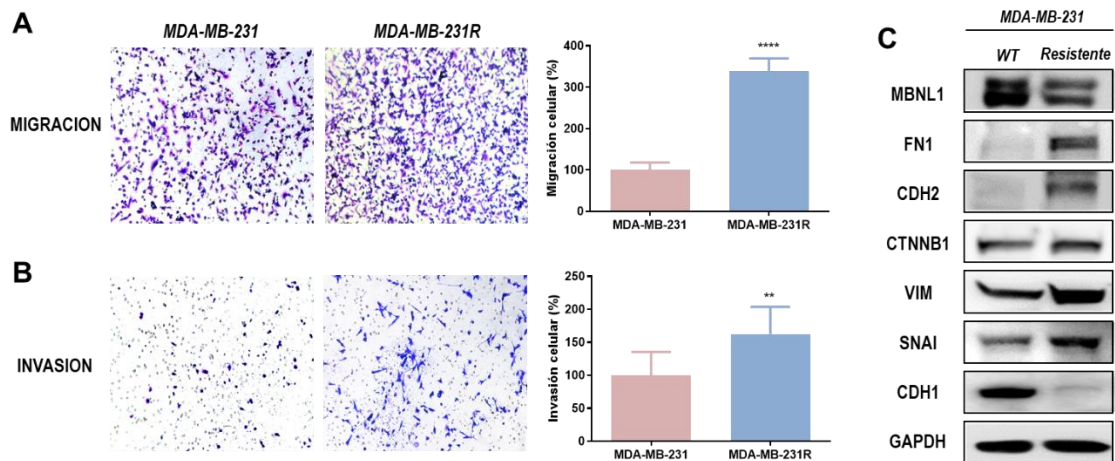 A
MDA-MB-231
MDA-MB-231R
MIGRACION
Migración celular (%)
400
300
200
100
0
****
MDA-MB-231
MDA-MB-231R
B
INVASION
Invasión celular (%)
250
200
150
100
50
0
**
MDA-MB-231
MDA-MB-231R
C
MDA-MB-231
WT
Resistente
MBNL1
FN1
CDH2
CTNNB1
VIM
SNAI
CDH1
GAPDH